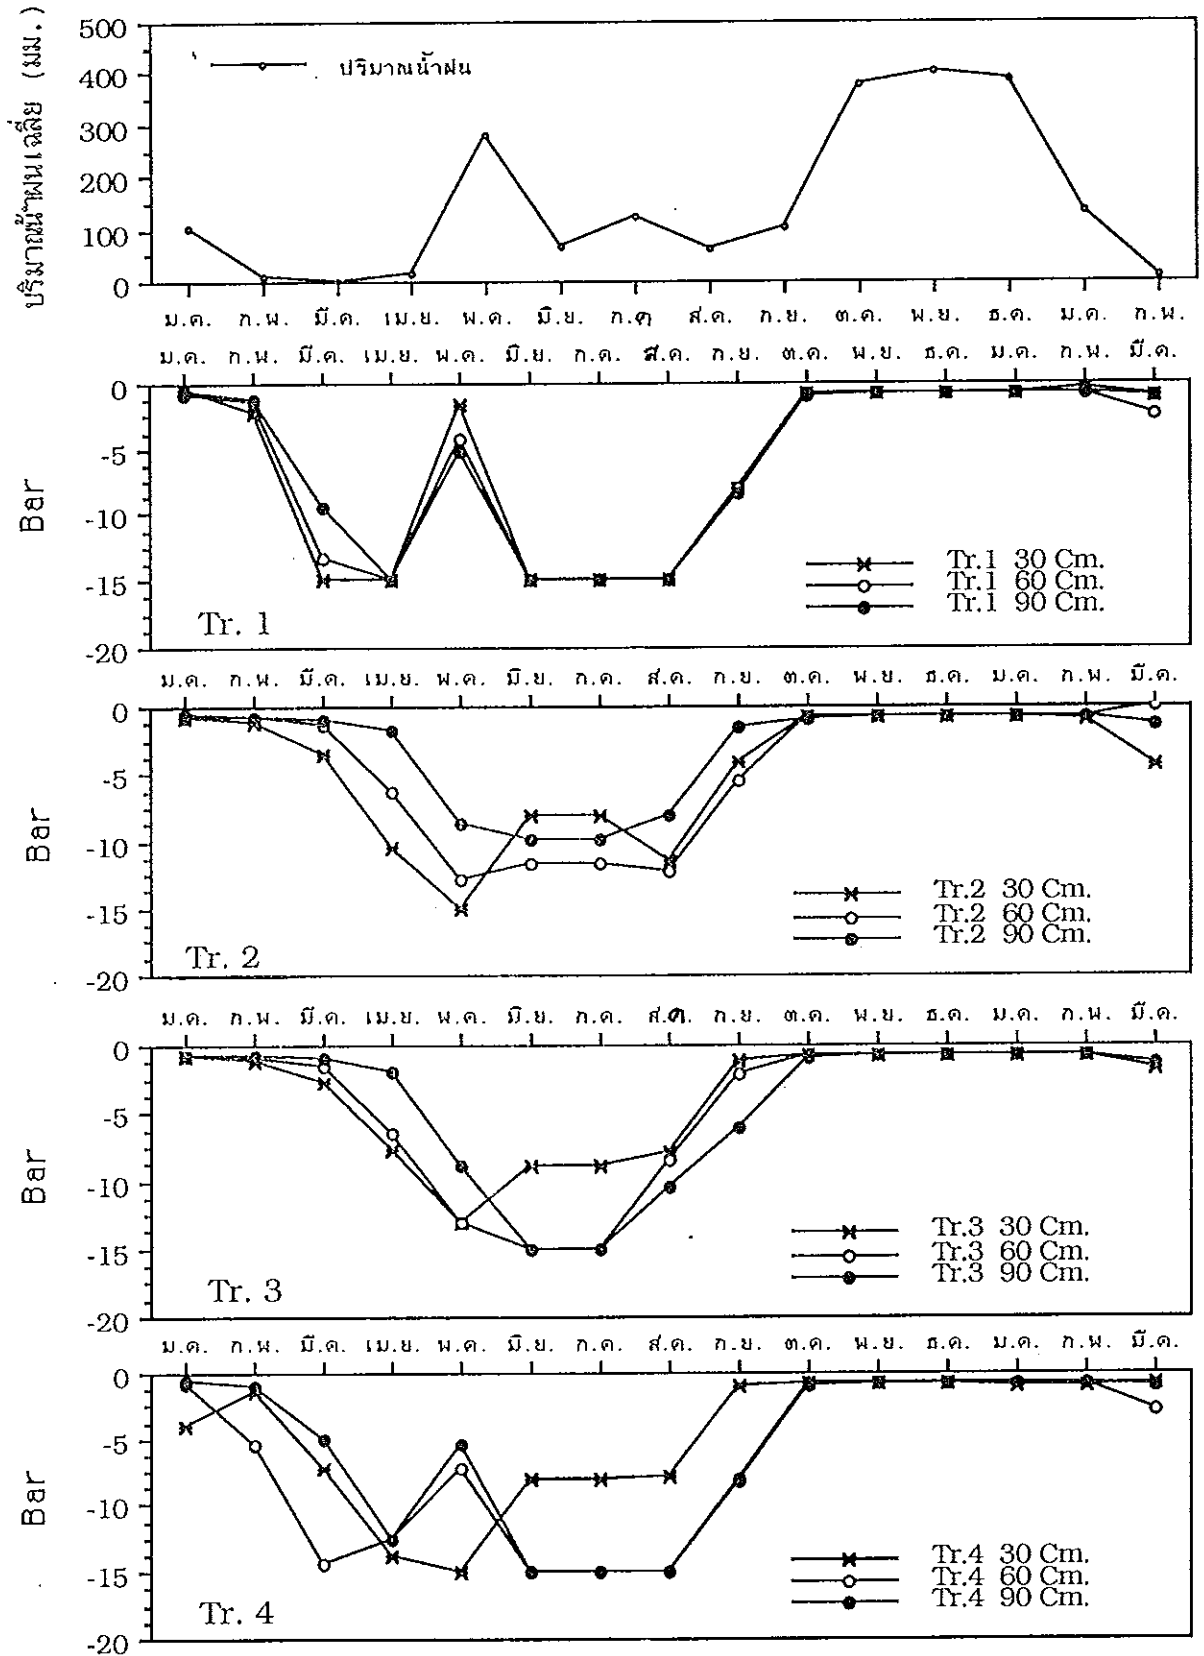 ปริมาณน้ำฝนเฉลี่ย (มม.)
500
400
300
200
100
0
ปริมาณน้ำฝน
ม.ค. ก.พ. มี.ค. เม.ย. พ.ค. มิ.ย. ก.ค ส.ค. ก.ย. ต.ค. พ.ย. ธ.ค. ม.ค. ก.พ.
ม.ค. ก.พ. มี.ค. เม.ย. พ.ค. มิ.ย. ก.ค. ส.ค. ก.ย. ต.ค. พ.ย. ธ.ค. ม.ค. ก.พ. มี.ค.
Bar
0
-5
-10
-15
-20
Tr.1 30 Cm.
Tr.1 60 Cm.
Tr.1 90 Cm.
Tr. 1
ม.ค. ก.พ. มี.ค. เม.ย. พ.ค. มิ.ย. ก.ค. ส.ค. ก.ย. ต.ค. พ.ย. ธ.ค. ม.ค. ก.พ. มี.ค.
Bar
0
-5
-10
-15
-20
Tr.2 30 Cm.
Tr.2 60 Cm.
Tr.2 90 Cm.
Tr. 2
ม.ค. ก.พ. มี.ค. เม.ย. พ.ค. มิ.ย. ก.ค. ส.ค. ก.ย. ต.ค. พ.ย. ธ.ค. ม.ค. ก.พ. มี.ค.
Bar
0
-5
-10
-15
-20
Tr.3 30 Cm.
Tr.3 60 Cm.
Tr.3 90 Cm.
Tr. 3
ม.ค. ก.พ. มี.ค. เม.ย. พ.ค. มิ.ย. ก.ค. ส.ค. ก.ย. ต.ค. พ.ย. ธ.ค. ม.ค. ก.พ. มี.ค.
Bar
0
-5
-10
-15
-20
Tr.4 30 Cm.
Tr.4 60 Cm.
Tr.4 90 Cm.
Tr. 4